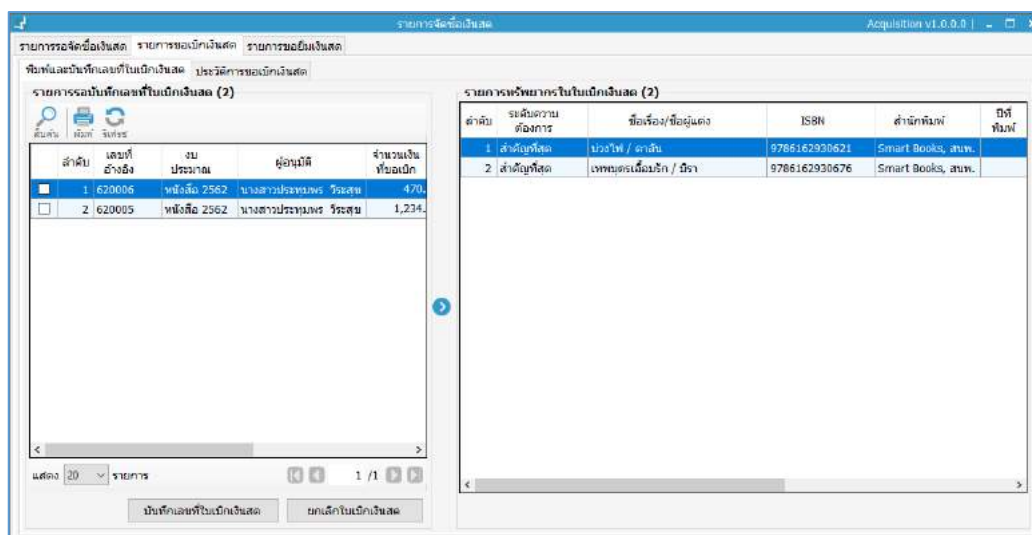 รายการจัดซื้อเงินสด
Acquisition v1.0.0.0 |
รายการรอจัดซื้อเงินสด รายการขอเบิกเงินสด รายการขอยืมเงินสด
พิมพ์และบันทึกเลขที่ใบเบิกเงินสด ประวัติการขอเบิกเงินสด
รายการรอบันทึกเลขที่ใบเบิกเงินสด (2)
สืบค้น พิมพ์ รีเฟรช
ลำดับ เลขที่อ้างอิง งบประมาณ ผู้อนุมัติ จำนวนเงินที่ขอเบิก
1 620006 หนังสือ 2562 นางสาวประทุมพร วีระสุข 470.
2 620005 หนังสือ 2562 นางสาวประทุมพร วีระสุข 1,234.
แสดง 20 รายการ 1 /1
บันทึกเลขที่ใบเบิกเงินสด ยกเลิกใบเบิกเงินสด
รายการทรัพยากรในใบเบิกเงินสด (2)
ลำดับ ระดับความต้องการ ชื่อเรื่อง/ชื่อผู้แต่ง ISBN สำนักพิมพ์ ปีที่พิมพ์
1 สำคัญที่สุด บ่วงไฟ / ตาลัน 9786162930621 Smart Books, สนพ.
2 สำคัญที่สุด เทพบุตรเอื้อมรัก / มิรา 9786162930676 Smart Books, สนพ.